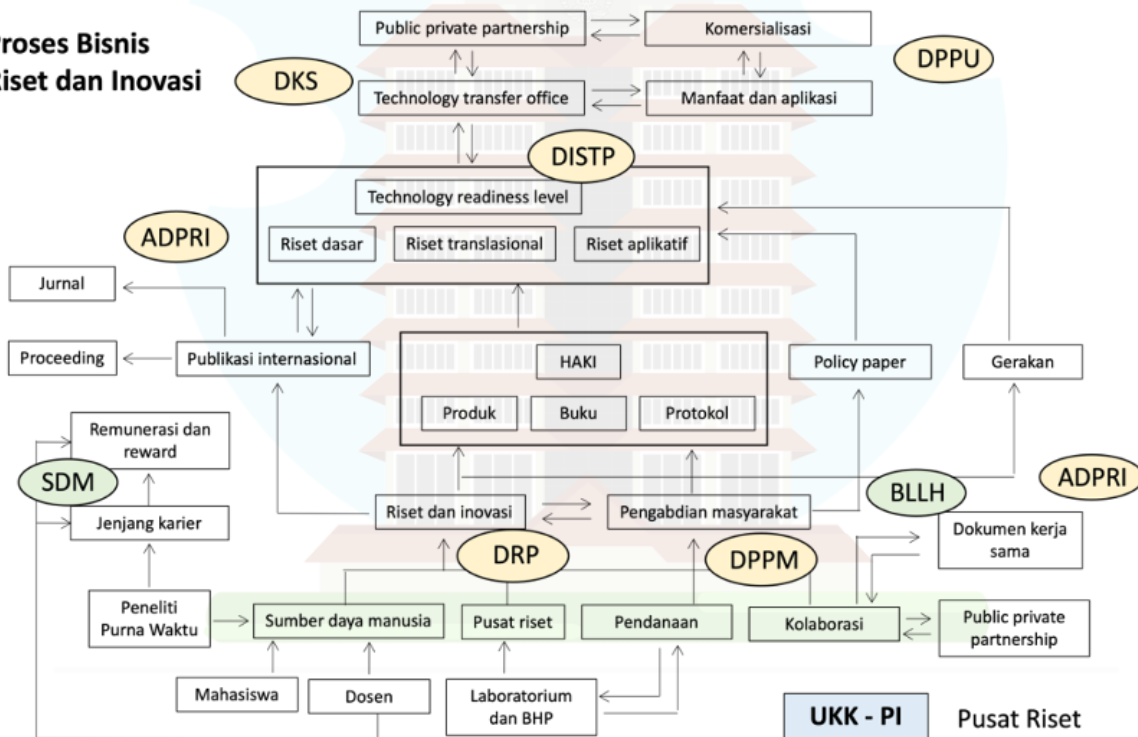 Proses Bisnis
Riset dan Inovasi
Public private partnership
Komersialisasi
DPPU
DKS
Technology transfer office
Manfaat dan aplikasi
DISTP
Technology readiness level
ADPRI
Riset dasar
Riset translasional
Riset aplikatif
Jurnal
Proceeding
Publikasi internasional
HAKI
Policy paper
Gerakan
Produk
Buku
Protokol
Remunerasi dan
reward
SDM
BLLH
ADPRI
Jenjang karier
Riset dan inovasi
Pengabdian masyarakat
Dokumen kerja
sama
DRP
DPPM
Peneliti
Purna Waktu
Sumber daya manusia
Pusat riset
Pendanaan
Kolaborasi
Public private
partnership
Mahasiswa
Dosen
Laboratorium
dan BHP
UKK - PI
Pusat Riset